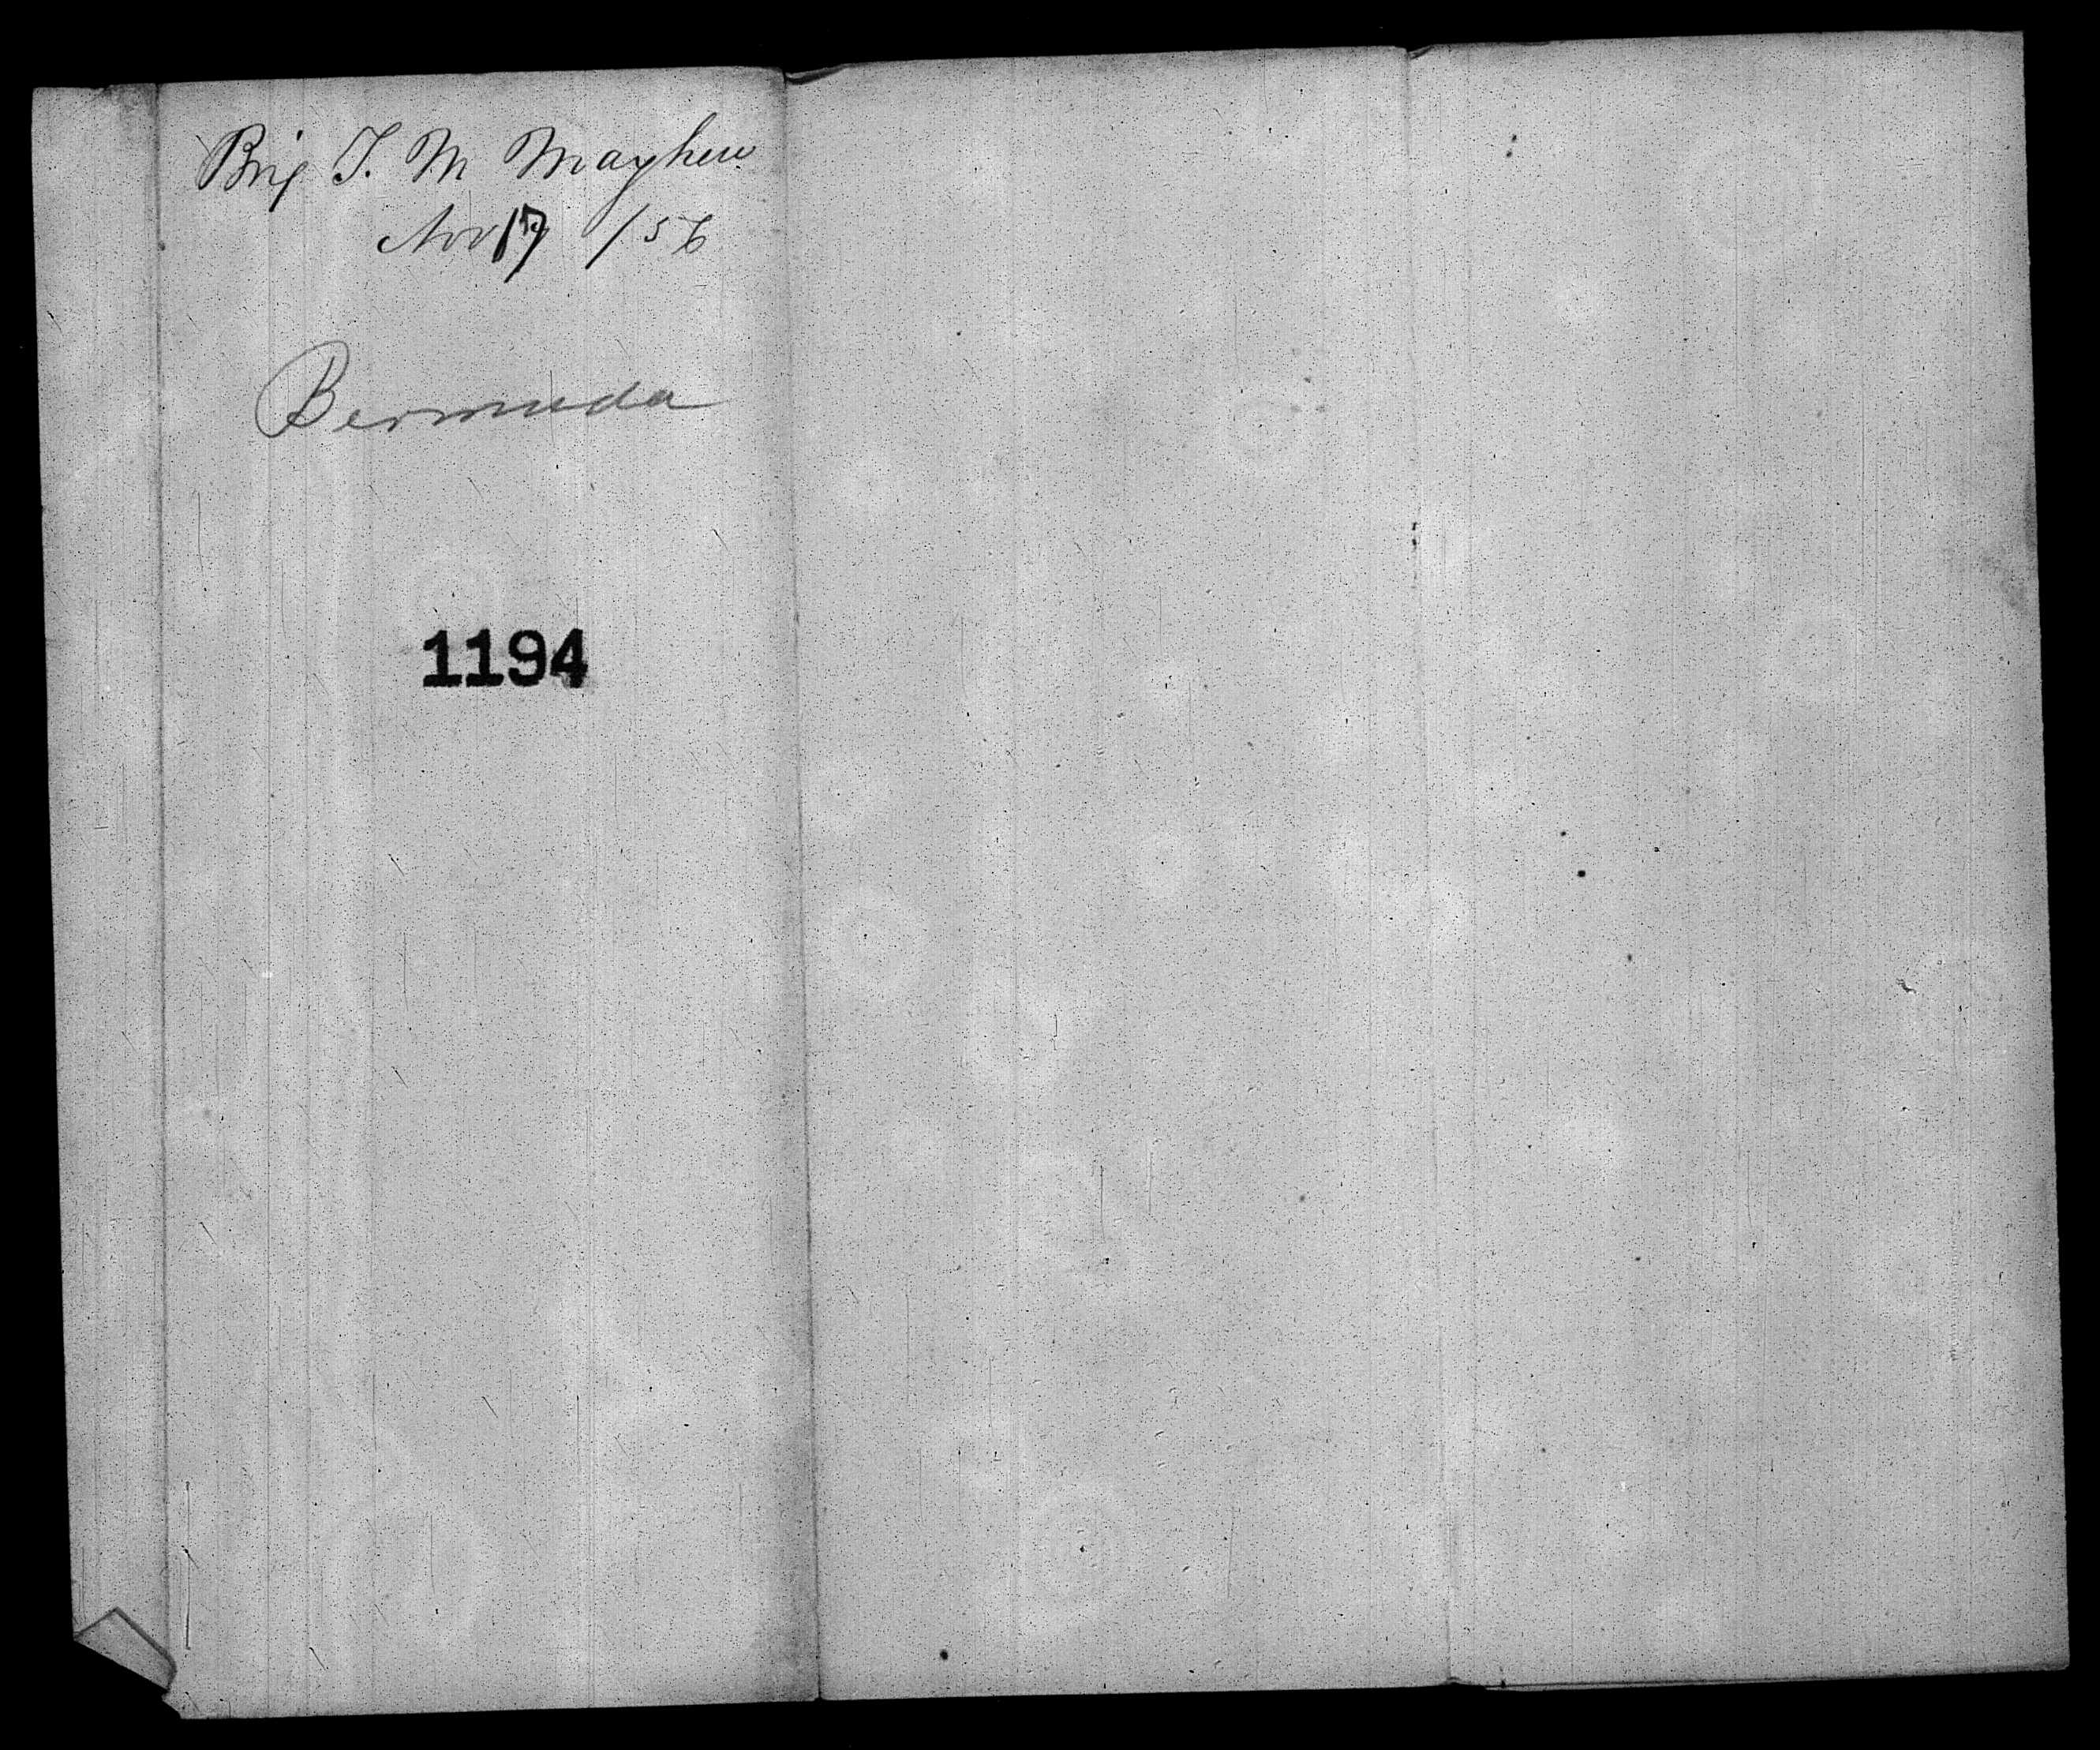 Brig T. M Mayhew
Nov 17 /56
Bermuda
1194